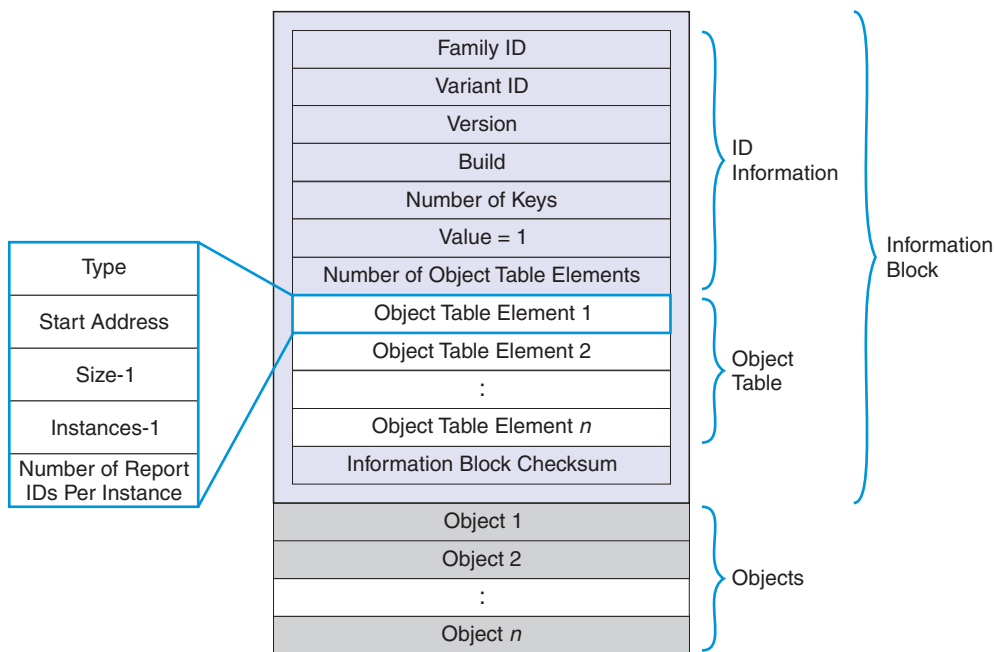 Family ID
Variant ID
Version
Build
Number of Keys
Value = 1
Number of Object Table Elements
Object Table Element 1
Object Table Element 2
:
Object Table Element n
Information Block Checksum
Object 1
Object 2
:
Object n
Type
Start Address
Size-1
Instances-1
Number of Report
IDs Per Instance
ID
Information
Object
Table
Objects
Information
Block